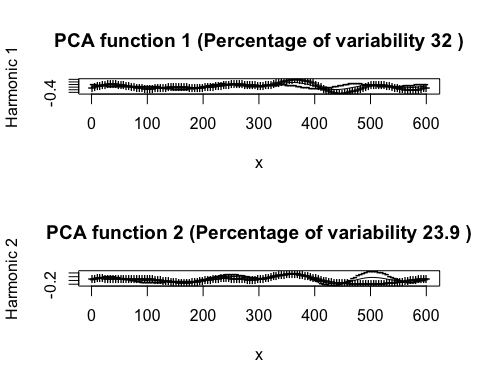 PCA function 1 (Percentage of variability 32 )
Harmonic 1
-0.4
0 100 200 300 400 500 600
x
PCA function 2 (Percentage of variability 23.9 )
Harmonic 2
-0.2
0 100 200 300 400 500 600
x